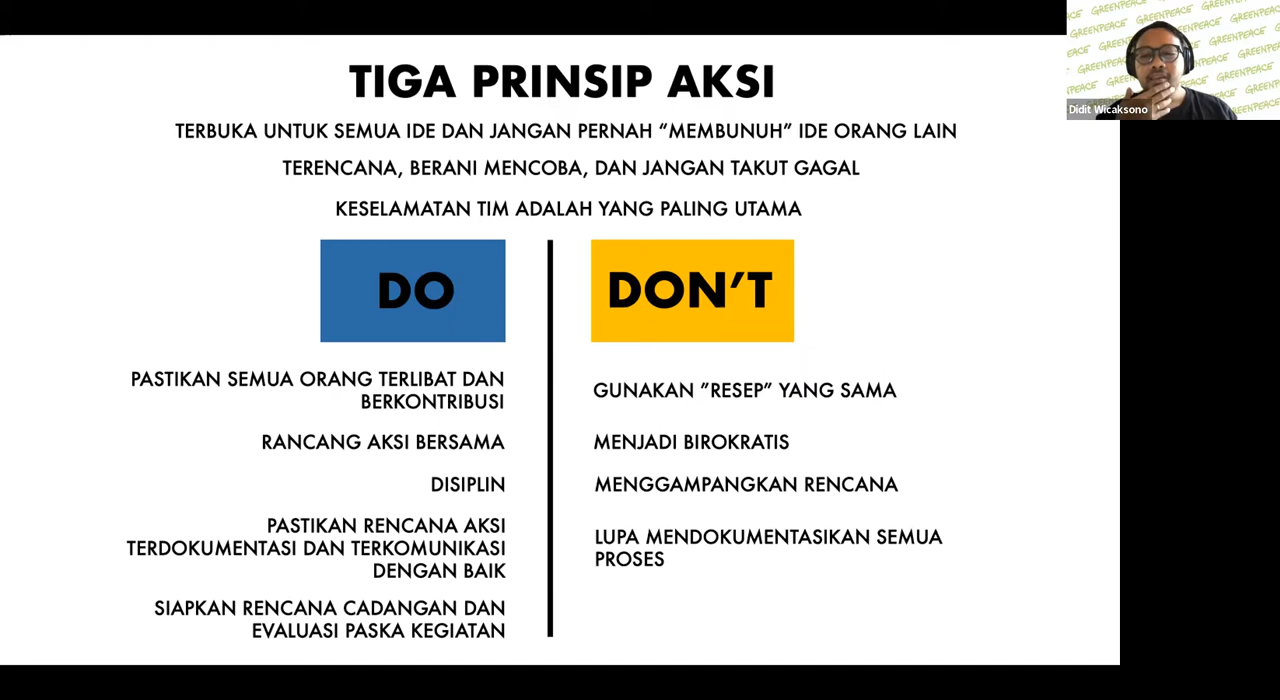 TIGA PRINSIP AKSI
TERBUKA UNTUK SEMUA IDE DAN JANGAN PERNAH “MEMBUNUH” IDE ORANG LAIN
TERENCANA, BERANI MENCOBA, DAN JANGAN TAKUT GAGAL
KESELAMATAN TIM ADALAH YANG PALING UTAMA
DO
PASTIKAN SEMUA ORANG TERLIBAT DAN
BERKONTRIBUSI
RANCANG AKSI BERSAMA
DISIPLIN
PASTIKAN RENCANA AKSI
TERDOKUMENTASI DAN TERKOMUNIKASI
DENGAN BAIK
SIAPKAN RENCANA CADANGAN DAN
EVALUASI PASKA KEGIATAN
DON’T
GUNAKAN ”RESEP” YANG SAMA
MENJADI BIROKRATIS
MENGGAMPANGKAN RENCANA
LUPA MENDOKUMENTASIKAN SEMUA
PROSES
GREENPEACE GREENPEACE
Didit Wicaksono